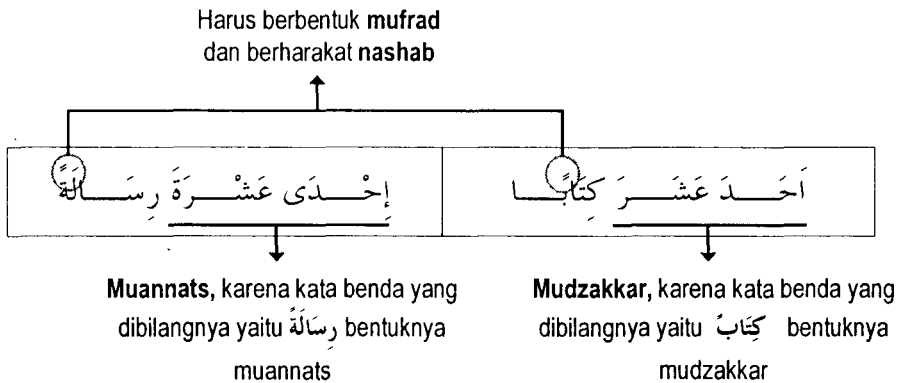 Harus berbentuk mufrad
dan berharakat nashab
اَحَدَ عَشَرَ كِتَابًا
إِحْدَى عَشْرَةَ رِسَالَةً
Muannats, karena kata benda yang
dibilangnya yaitu رِسَالَةً bentuknya
muannats
Mudzakkar, karena kata benda yang
dibilangnya yaitu كِتَابٌ bentuknya
mudzakkar